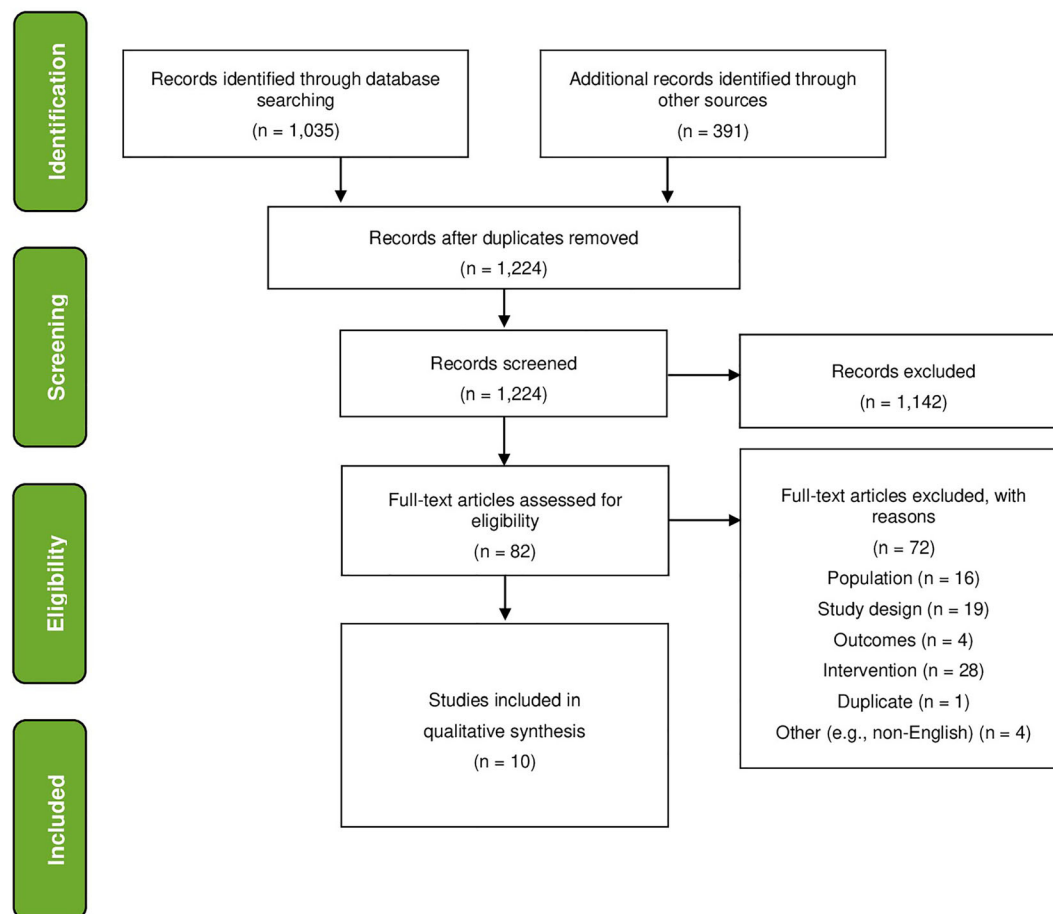 Identification
Records identified through database
searching
(n = 1,035)
Additional records identified through
other sources
(n = 391)
Records after duplicates removed
(n = 1,224)
Screening
Records screened
(n = 1,224)
Records excluded
(n = 1,142)
Eligibility
Full-text articles assessed for
eligibility
(n = 82)
Full-text articles excluded, with
reasons
(n = 72)
Population (n = 16)
Study design (n = 19)
Outcomes (n = 4)
Intervention (n = 28)
Duplicate (n = 1)
Other (e.g., non-English) (n = 4)
Included
Studies included in
qualitative synthesis
(n = 10)